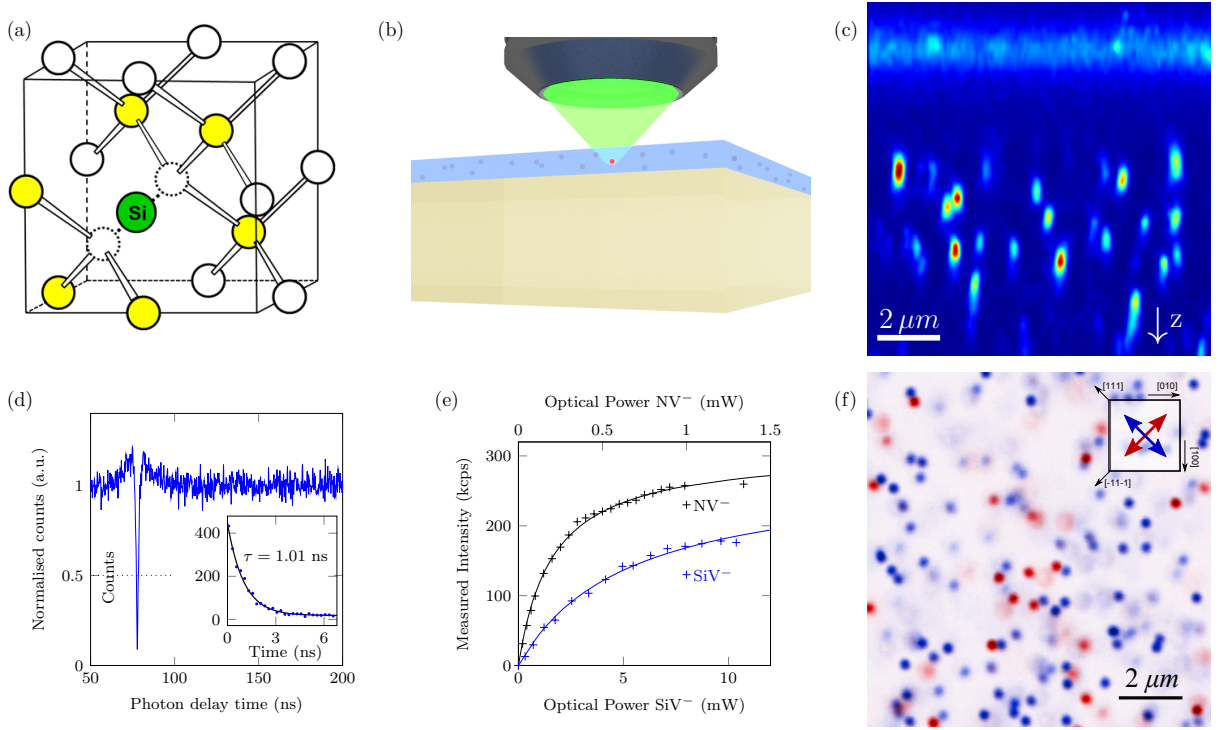 (a)
Si
(b)
(c)
2 μm
z
(d)
Normalised counts (a.u.)
1
0.5
0
50
100
150
200
Photon delay time (ns)
Counts
400
200
0
τ = 1.01 ns
0
3
6
Time (ns)
(e)
Optical Power NV⁻ (mW)
0
0.5
1
1.5
Measured Intensity (kcps)
300
200
100
0
NV⁻
SiV⁻
0
5
10
Optical Power SiV⁻ (mW)
(f)
[111]
[010]
[100]
[-11-1]
2 μm